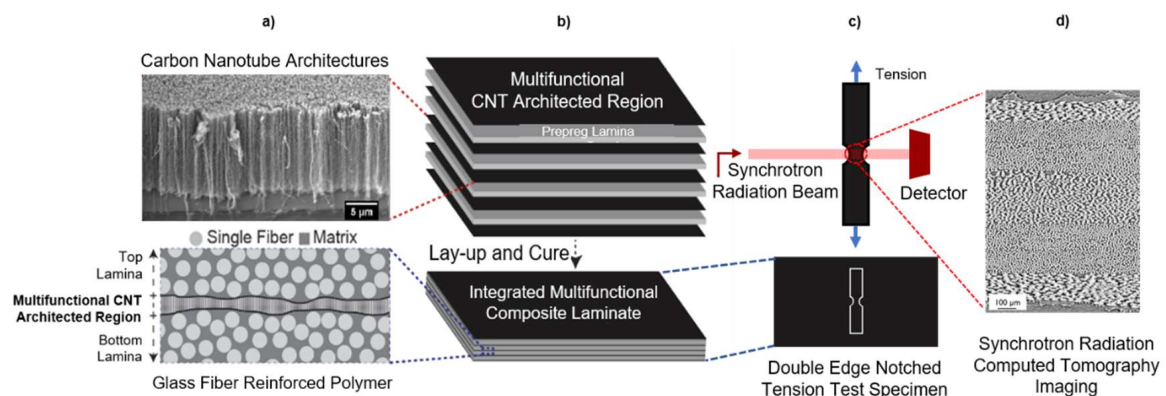 a)
b)
c)
d)
Carbon Nanotube Architectures
5 µm
Single Fiber
Matrix
Top
Lamina
Multifunctional CNT
Architected Region
Bottom
Lamina
Glass Fiber Reinforced Polymer
Multifunctional
CNT Architected Region
Prepreg Lamina
Lay-up and Cure
Integrated Multifunctional
Composite Laminate
Tension
Synchrotron
Radiation Beam
Detector
Double Edge Notched
Tension Test Specimen
100 µm
Synchrotron Radiation
Computed Tomography
Imaging